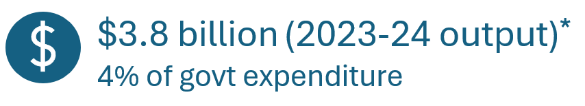 $
$3.8 billion (2023-24 output)*
4% of govt expenditure